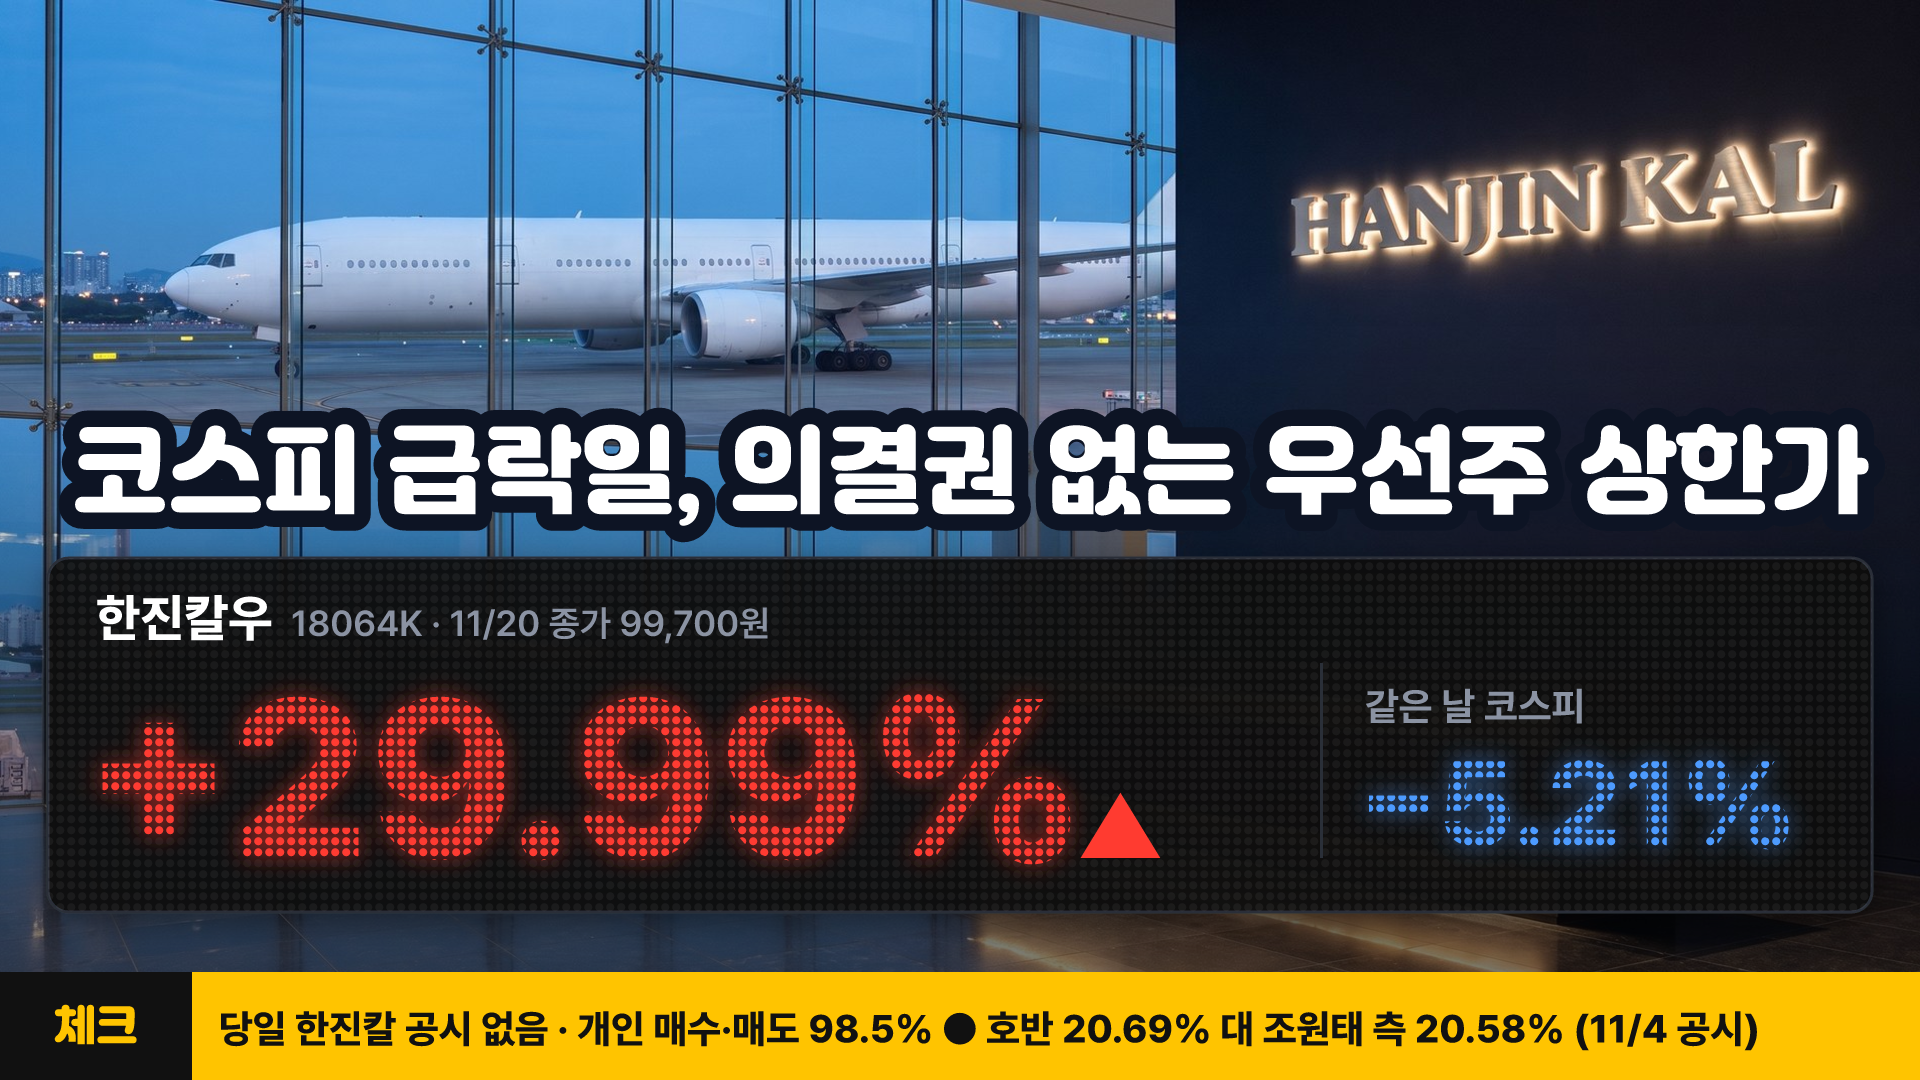 HANJIN KAL
코스피 급락일, 의결권 없는 우선주 상한가
한진칼우 18064K · 11/20 종가 99,700원
+29.99%▲
같은 날 코스피
-5.21%
체크
당일 한진칼 공시 없음 · 개인 매수·매도 98.5% ● 호반 20.69% 대 조원태 측 20.58% (11/4 공시)